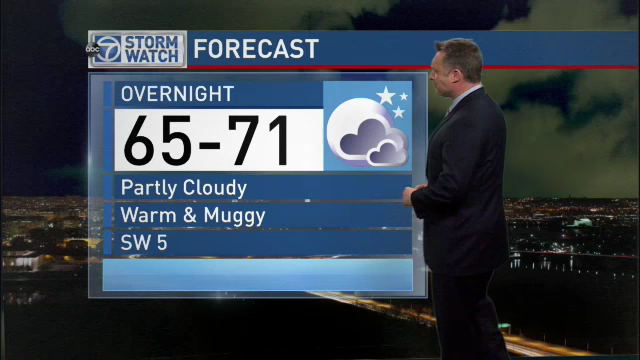 abc 7 STORM WATCH FORECAST
OVERNIGHT
65-71
Partly Cloudy
Warm & Muggy
SW 5